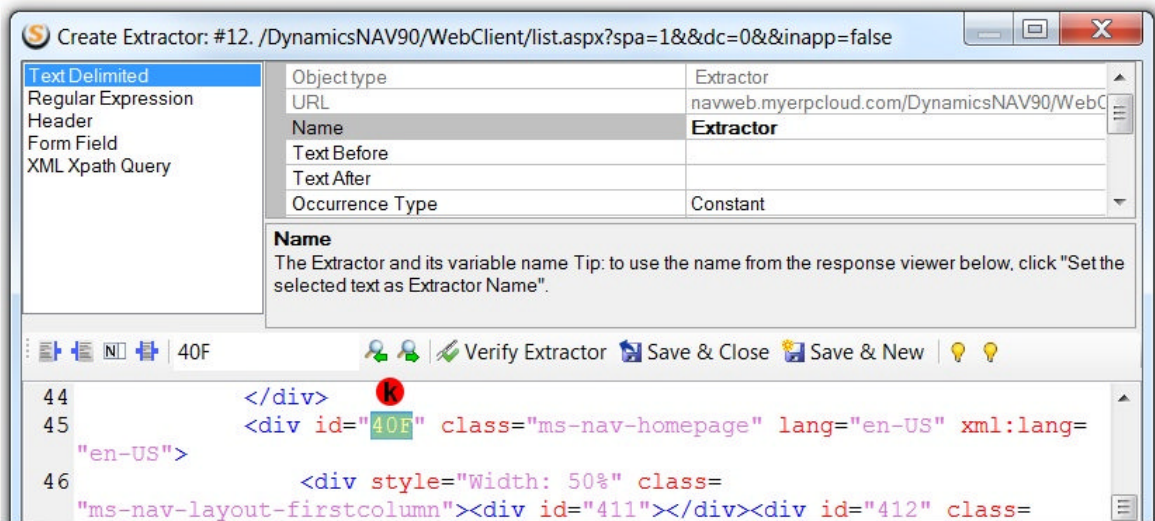 Create Extractor: #12. /DynamicsNAV90/WebClient/list.aspx?spa=1&&dc=0&&inapp=false
Text Delimited
Regular Expression
Header
Form Field
XML Xpath Query
Object type Extractor
URL navweb.myerpcloud.com/DynamicsNAV90/WebC
Name Extractor
Text Before
Text After
Occurrence Type Constant
Name
The Extractor and its variable name Tip: to use the name from the response viewer below, click "Set the
selected text as Extractor Name".
40F Verify Extractor Save & Close Save & New
k
44 </div>
45 <div id="40F" class="ms-nav-homepage" lang="en-US" xml:lang=
"en-US">
46 <div style="Width: 50%" class=
"ms-nav-layout-firstcolumn"><div id="411"></div><div id="412" class=